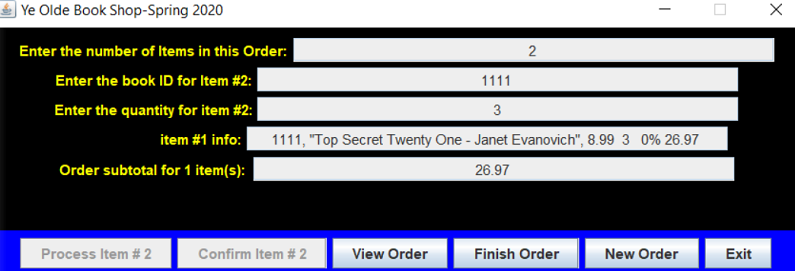 Ye Olde Book Shop-Spring 2020
Enter the number of Items in this Order: 2
Enter the book ID for Item #2: 1111
Enter the quantity for item #2: 3
item #1 info: 1111, "Top Secret Twenty One - Janet Evanovich", 8.99 3 0% 26.97
Order subtotal for 1 item(s): 26.97
Process Item # 2 Confirm Item # 2 View Order Finish Order New Order Exit